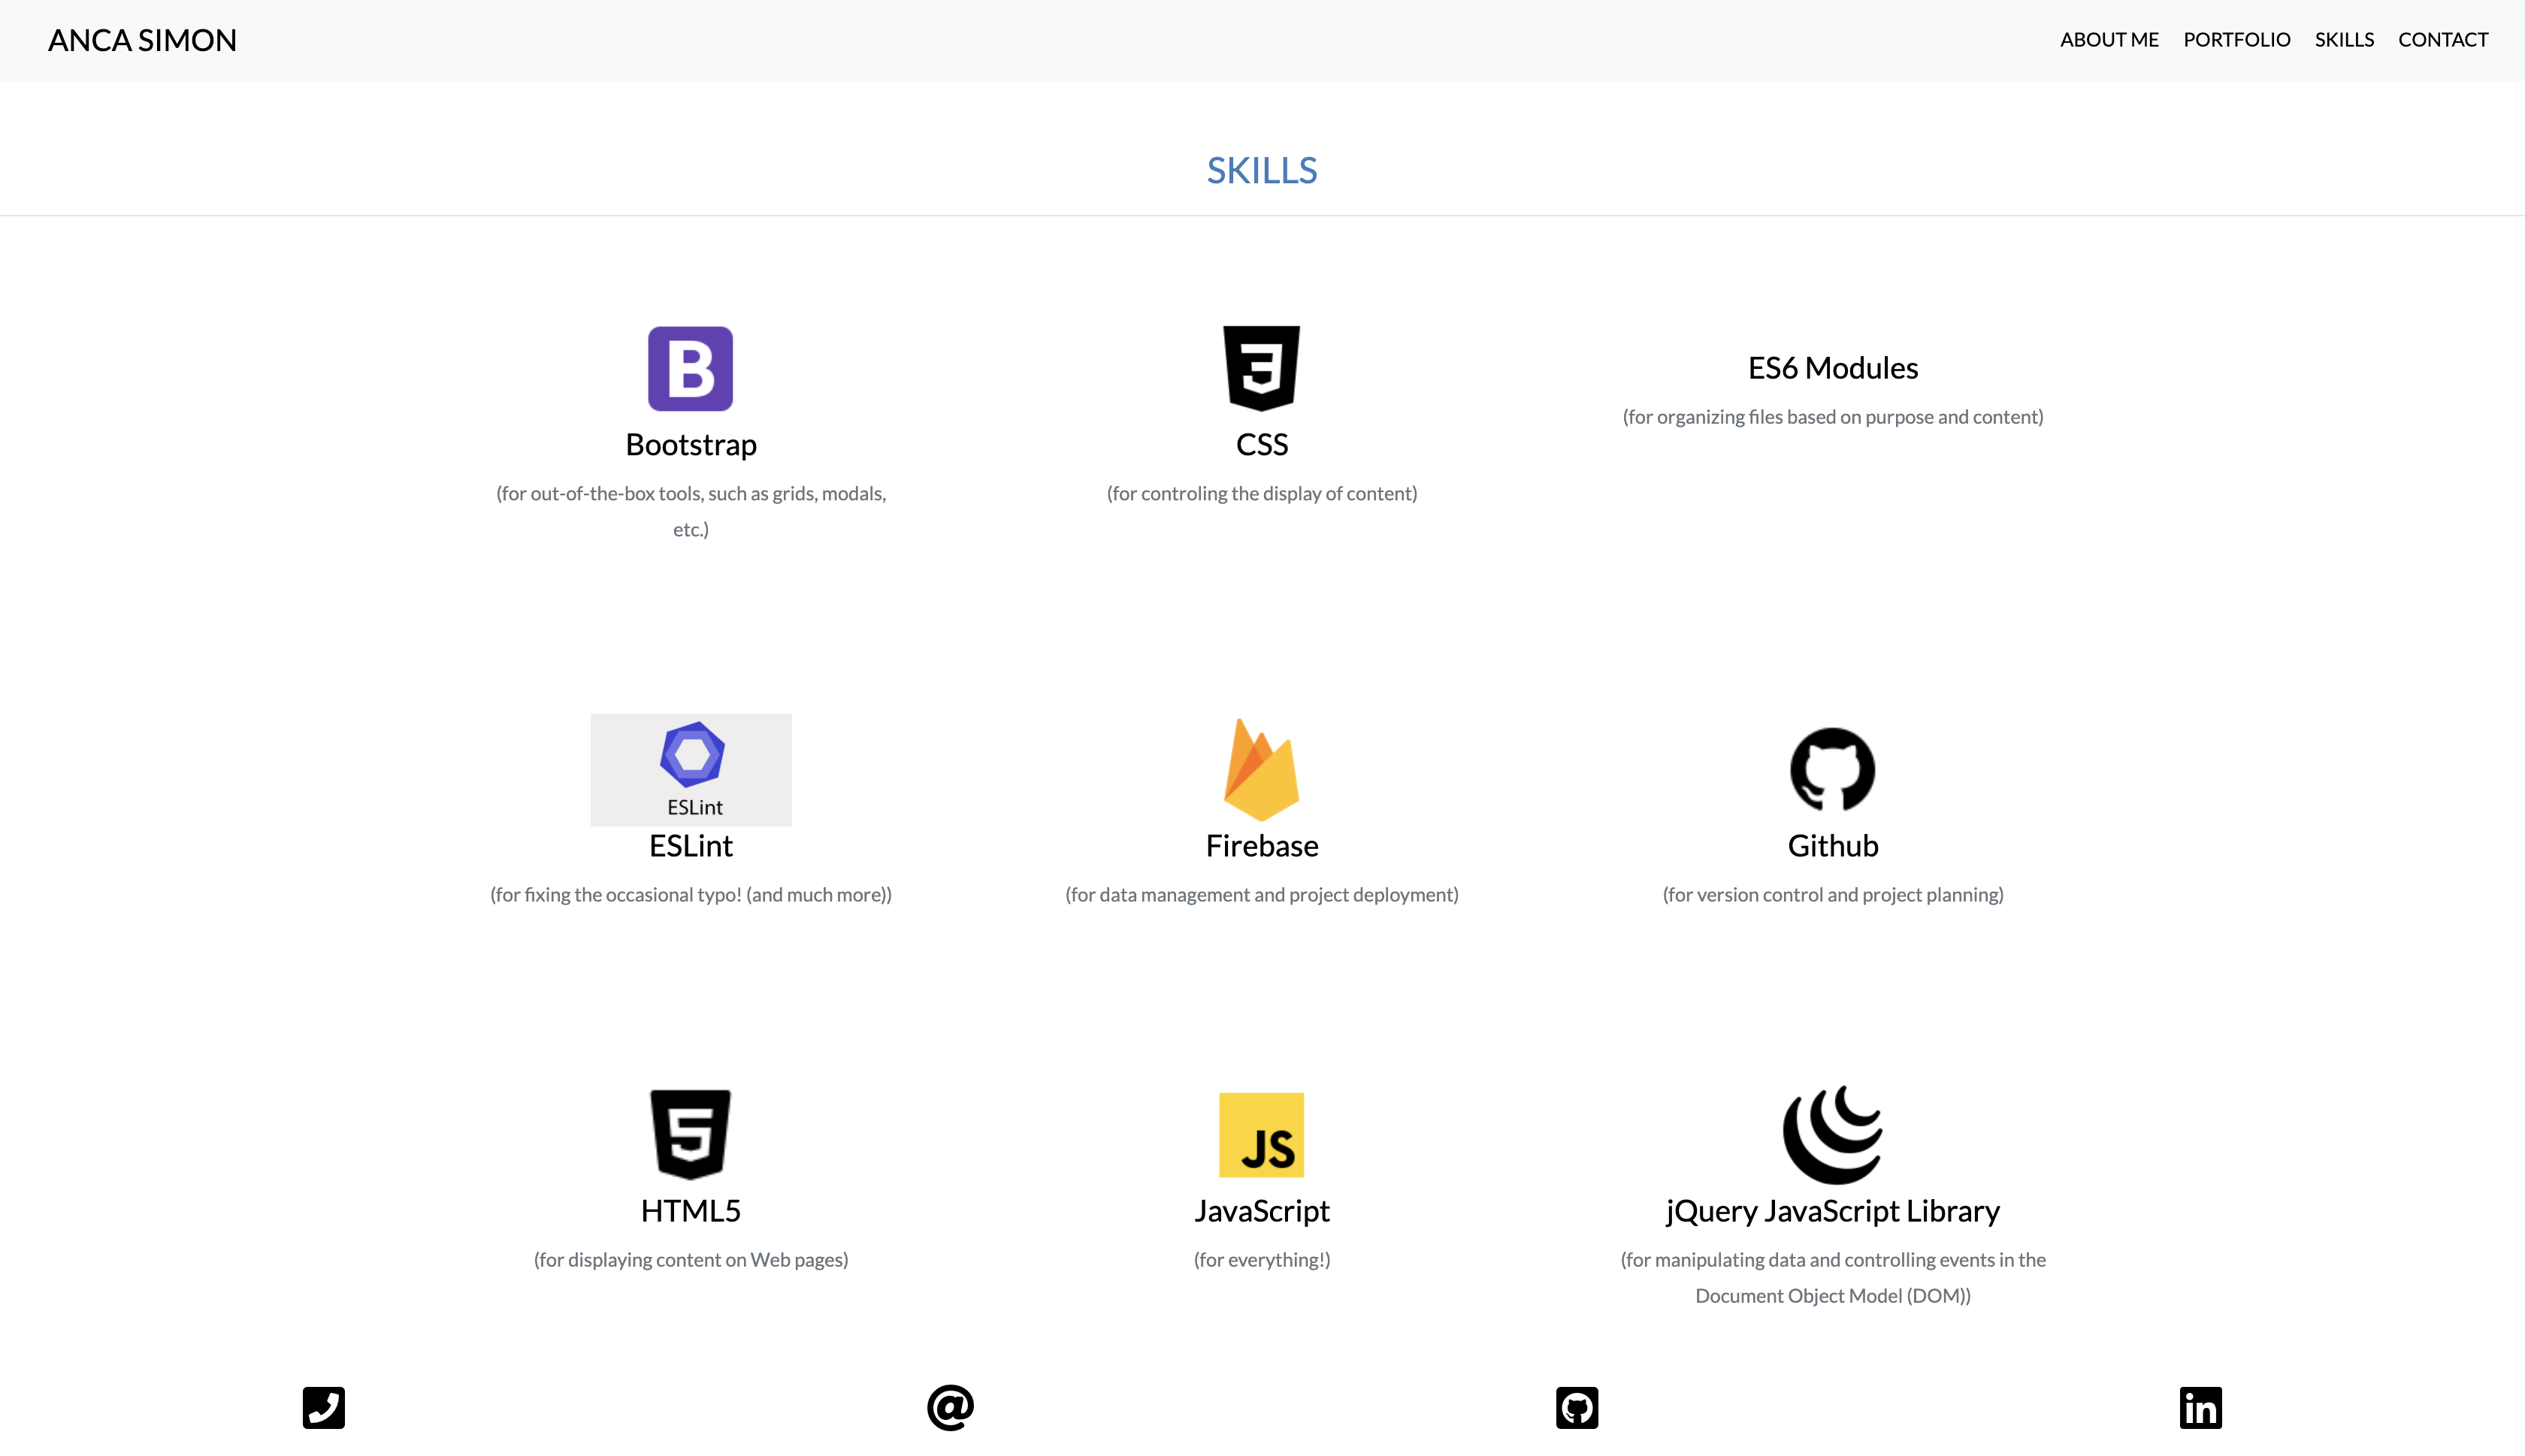 ANCA SIMON
ABOUT ME PORTFOLIO SKILLS CONTACT
SKILLS
B
Bootstrap
(for out-of-the-box tools, such as grids, modals,
etc.)
3
CSS
(for controling the display of content)
ES6 Modules
(for organizing files based on purpose and content)
ESLint
ESLint
(for fixing the occasional typo! (and much more))
Firebase
(for data management and project deployment)
Github
(for version control and project planning)
5
HTML5
(for displaying content on Web pages)
JS
JavaScript
(for everything!)
jQuery JavaScript Library
(for manipulating data and controlling events in the
Document Object Model (DOM))
@
in